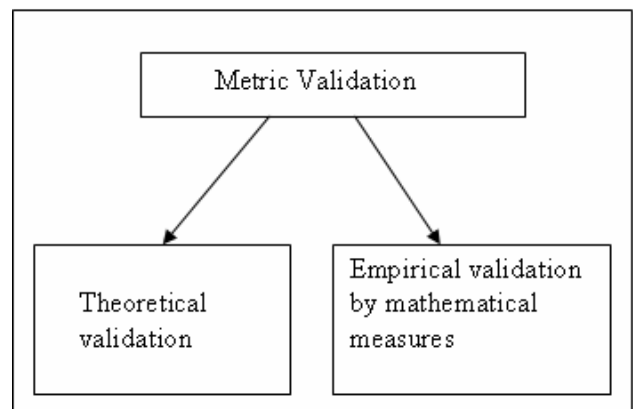 Metric Validation
Theoretical
validation
Empirical validation
by mathematical
measures